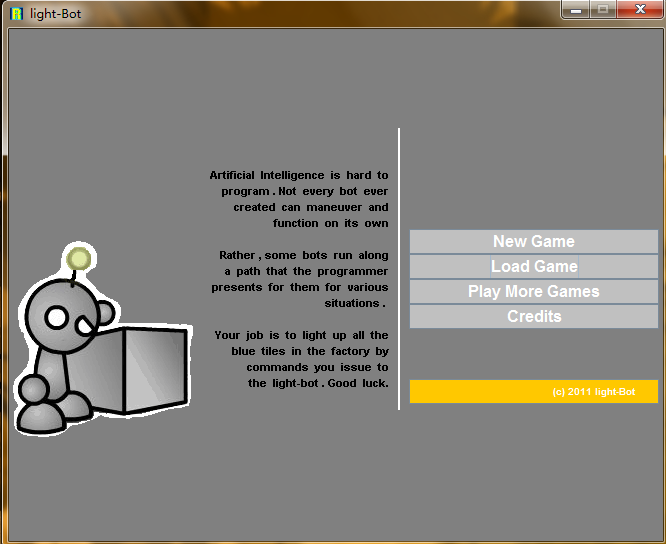 light-Bot
Artificial Intelligence is hard to
program . Not every bot ever
created can maneuver and
function on its own
Rather , some bots run along
a path that the programmer
presents for them for various
situations .
Your job is to light up all the
blue tiles in the factory by
commands you issue to
the light-bot . Good luck.
New Game
Load Game
Play More Games
Credits
(c) 2011 light-Bot